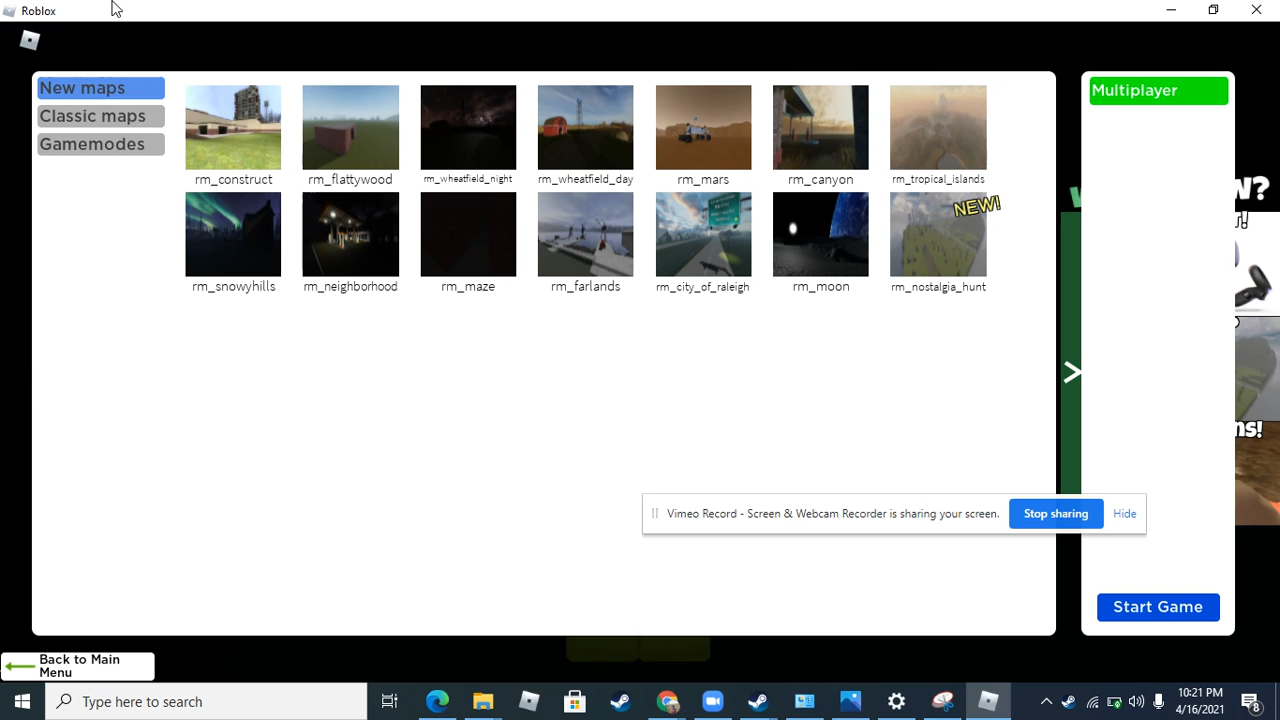 Roblox
New maps
Classic maps
Gamemodes
rm_construct
rm_flattywood
rm_wheatfield_night
rm_wheatfield_day
rm_mars
rm_canyon
rm_tropical_islands
NEW!
rm_snowyhills
rm_neighborhood
rm_maze
rm_farlands
rm_city_of_raleigh
rm_moon
rm_nostalgia_hunt
Multiplayer
>
Vimeo Record - Screen & Webcam Recorder is sharing your screen.
Stop sharing
Hide
Start Game
Back to Main
Menu
Type here to search
10:21 PM
4/16/2021
8